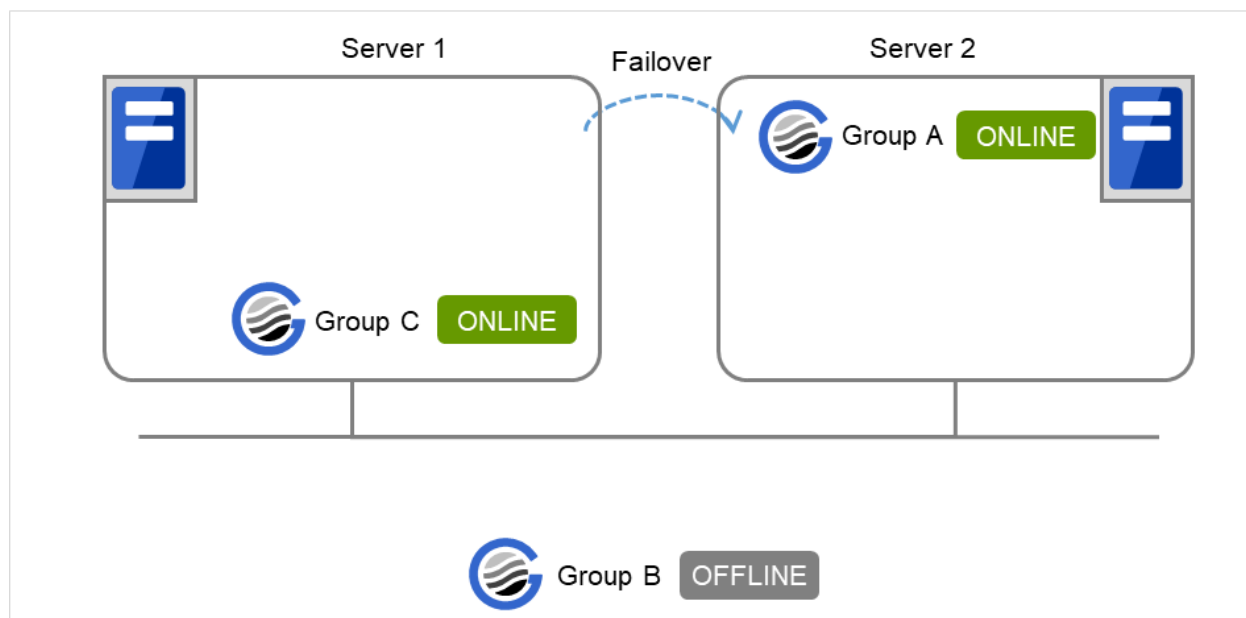 Server 1
Failover
Server 2
Group A ONLINE
Group C ONLINE
Group B OFFLINE